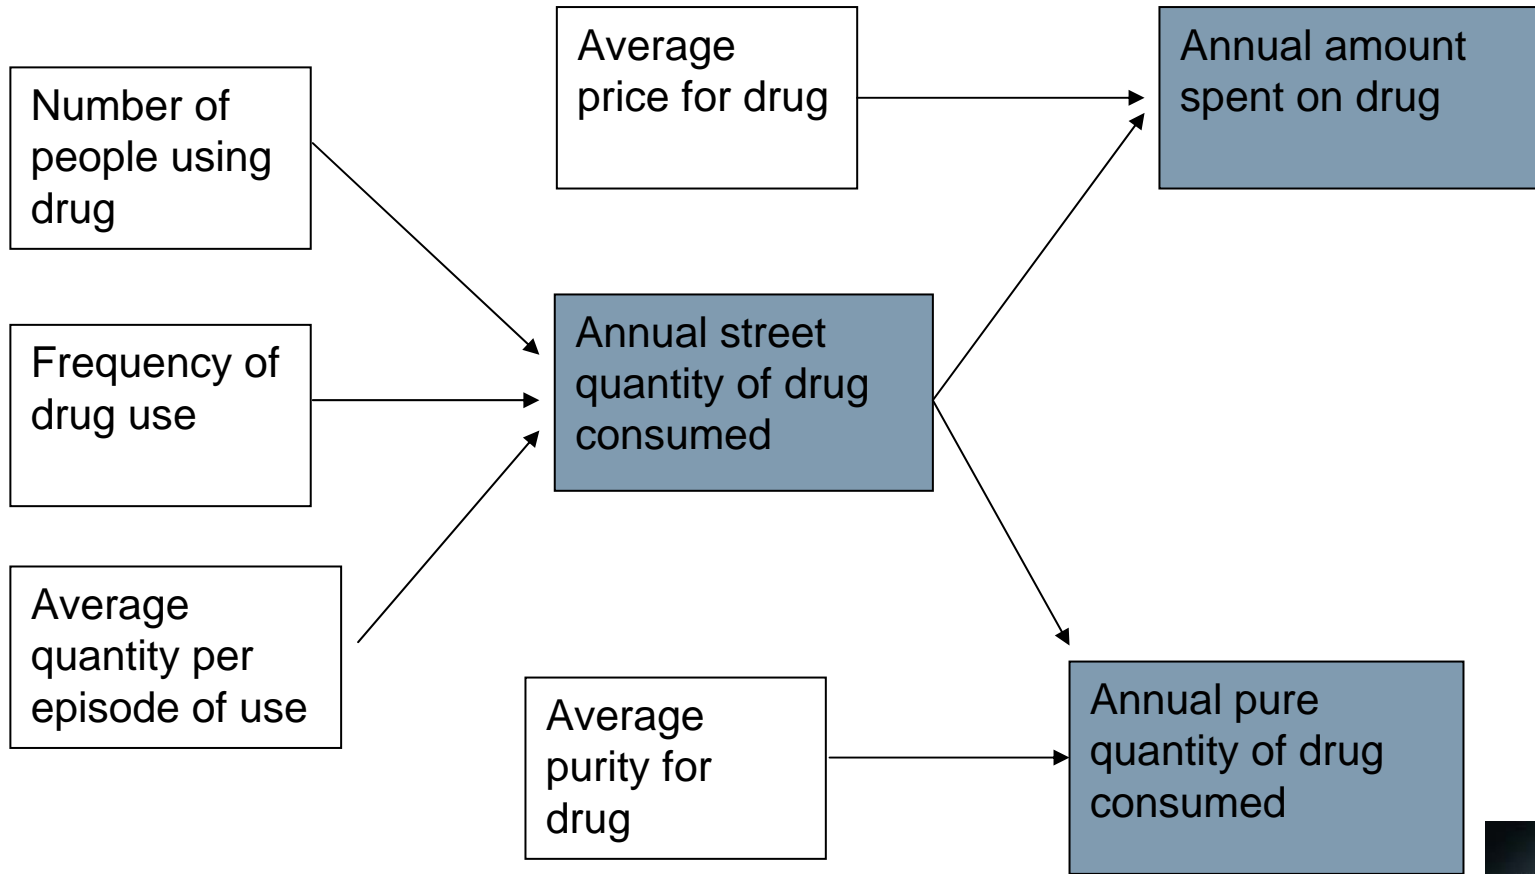 Number of
people using
drug
Frequency of
drug use
Average
quantity per
episode of use
Average
price for drug
Annual street
quantity of drug
consumed
Average
purity for
drug
Annual amount
spent on drug
Annual pure
quantity of drug
consumed